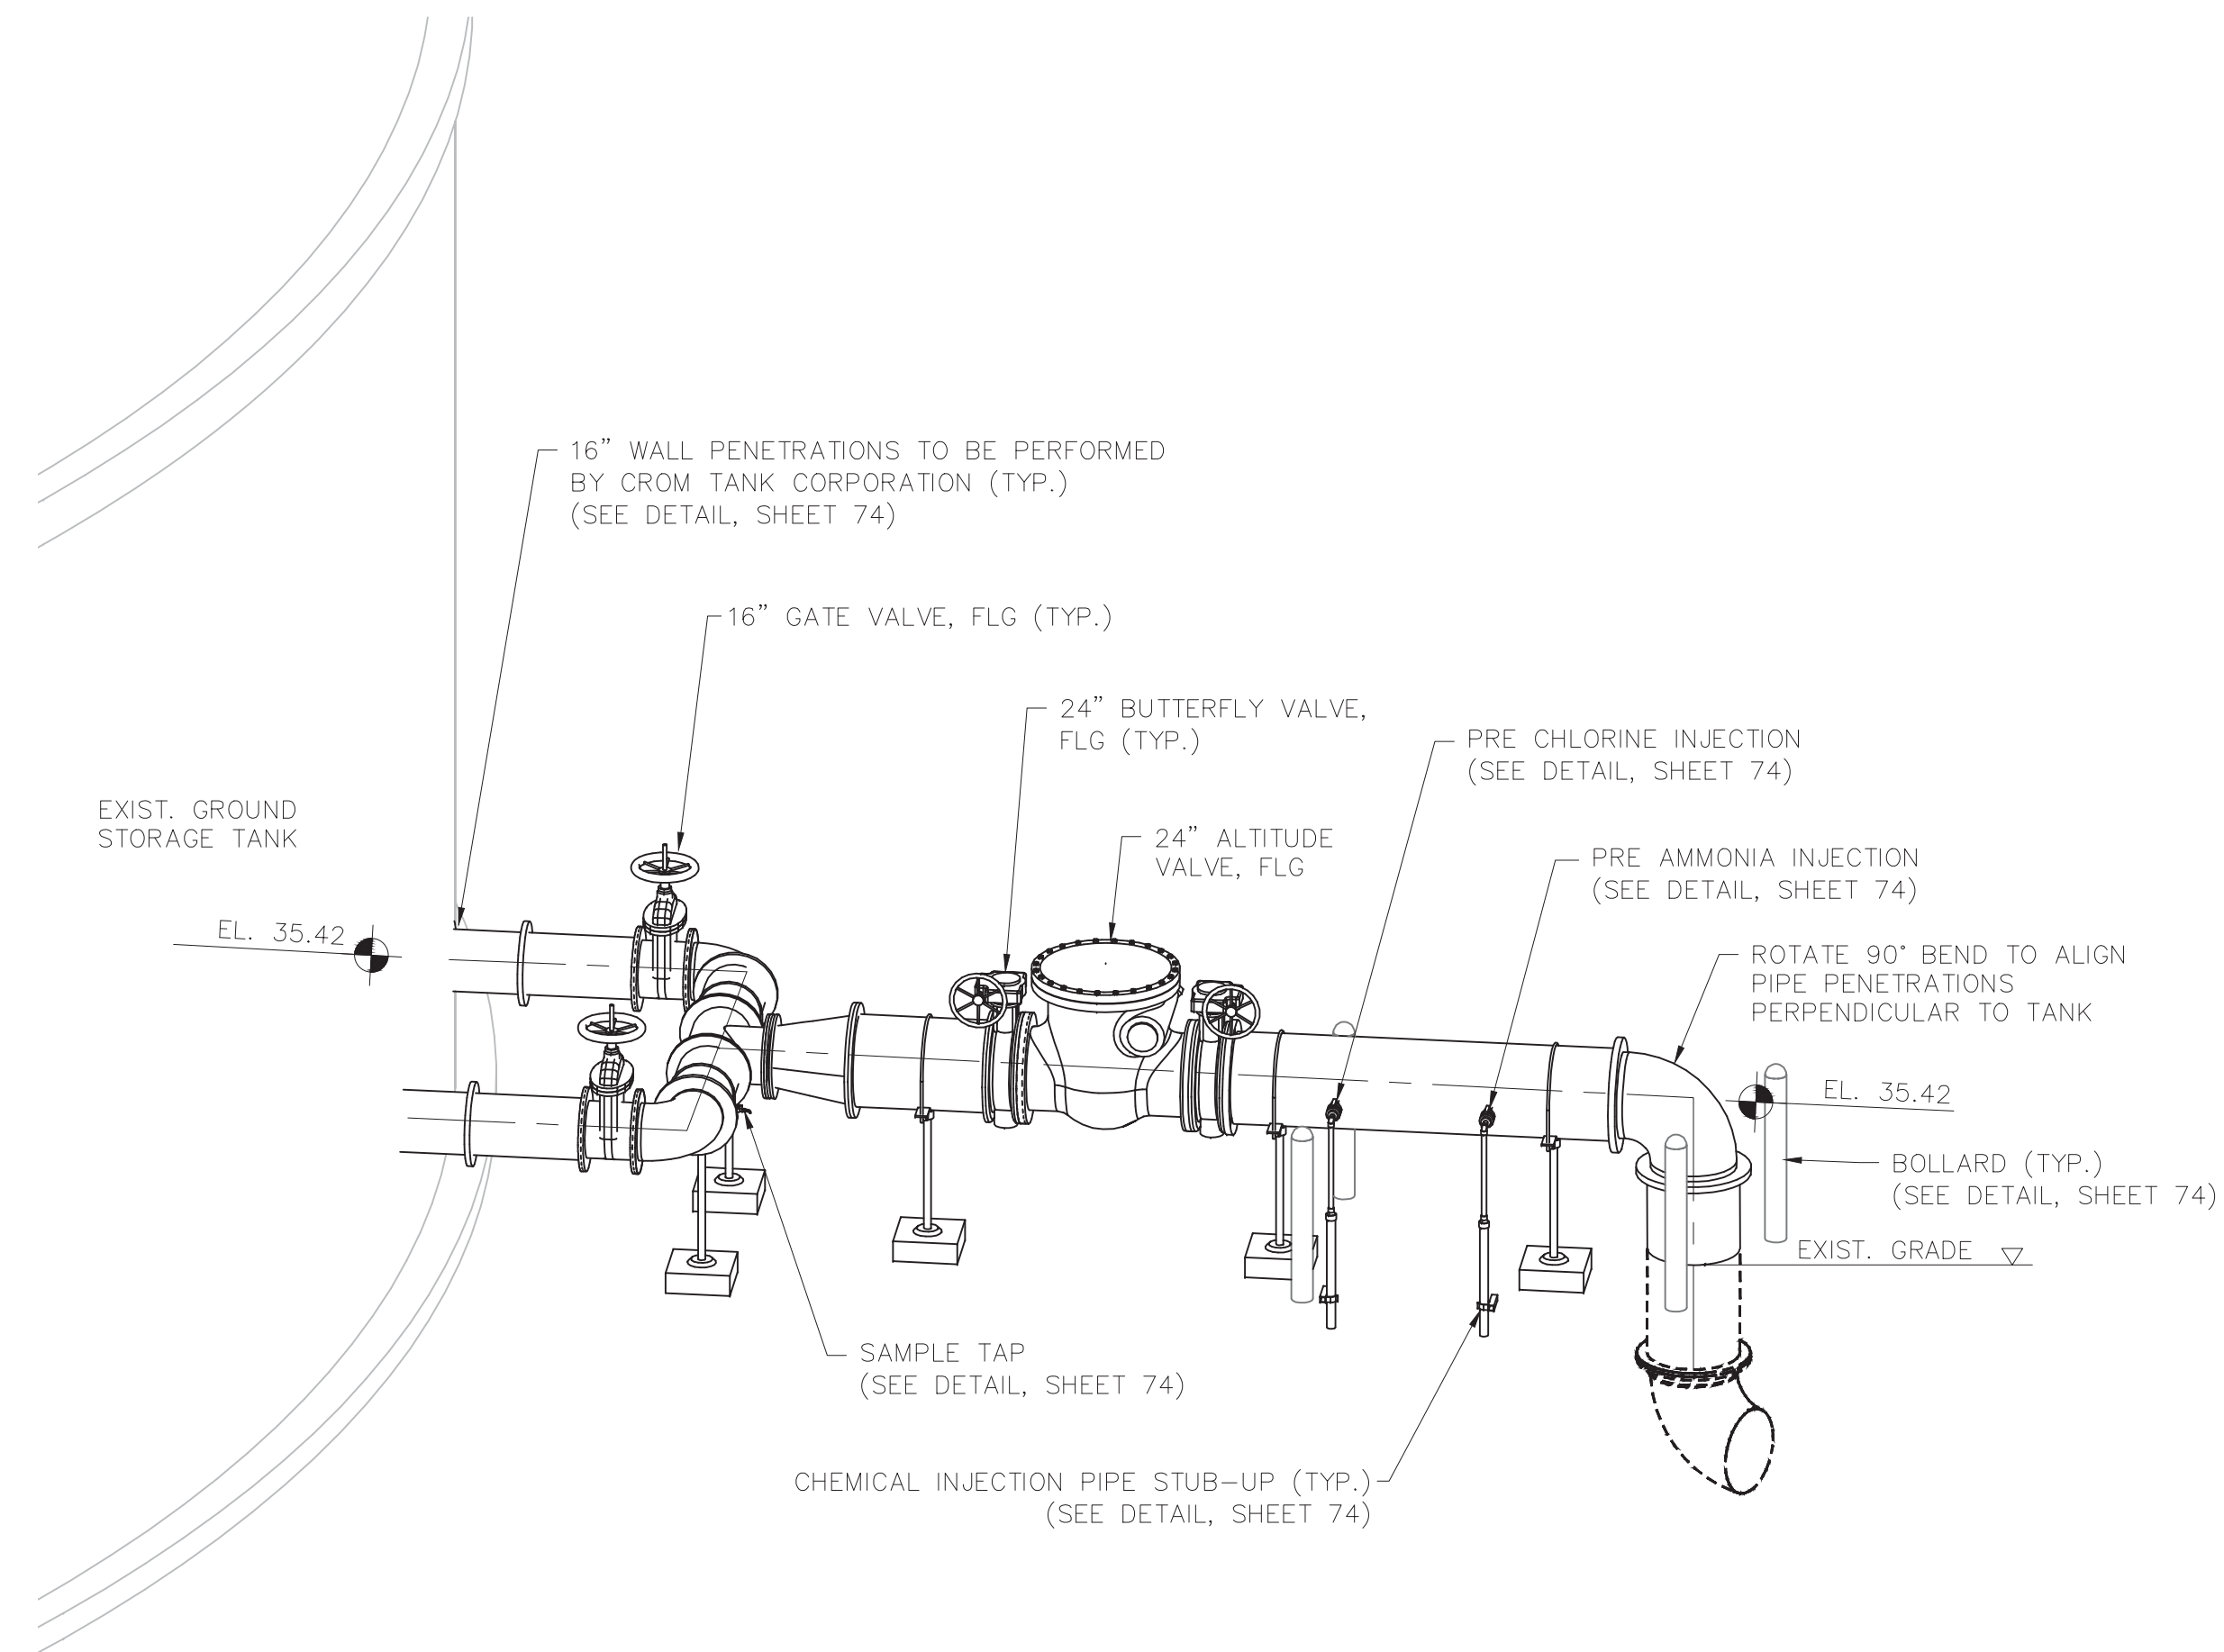 16” WALL PENETRATIONS TO BE PERFORMED
BY CROM TANK CORPORATION (TYP.)
(SEE DETAIL, SHEET 74)
16” GATE VALVE, FLG (TYP.)
24” BUTTERFLY VALVE,
FLG (TYP.)
PRE CHLORINE INJECTION
(SEE DETAIL, SHEET 74)
EXIST. GROUND
STORAGE TANK
24” ALTITUDE
VALVE, FLG
PRE AMMONIA INJECTION
(SEE DETAIL, SHEET 74)
EL. 35.42
ROTATE 90° BEND TO ALIGN
PIPE PENETRATIONS
PERPENDICULAR TO TANK
EL. 35.42
BOLLARD (TYP.)
(SEE DETAIL, SHEET 74)
EXIST. GRADE
SAMPLE TAP
(SEE DETAIL, SHEET 74)
CHEMICAL INJECTION PIPE STUB-UP (TYP.)
(SEE DETAIL, SHEET 74)